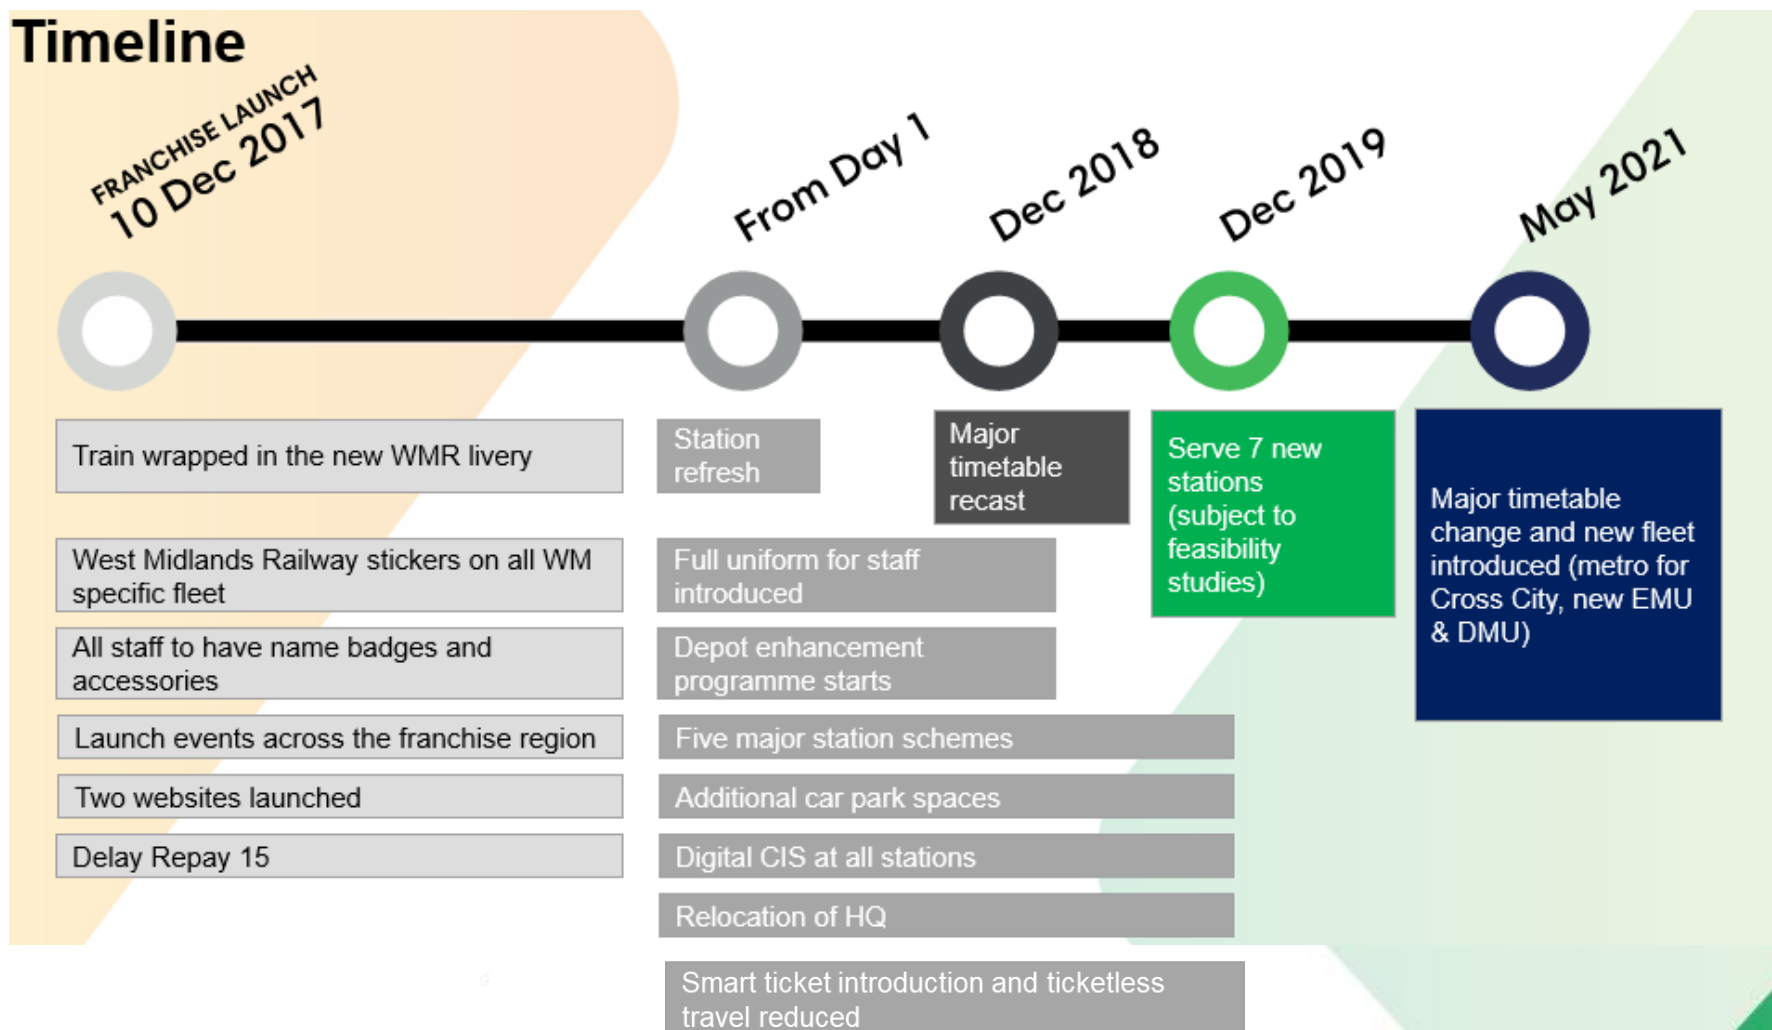 Timeline
FRANCHISE LAUNCH
10 Dec 2017
From Day 1
Dec 2018
Dec 2019
May 2021
Train wrapped in the new WMR livery
West Midlands Railway stickers on all WM
specific fleet
All staff to have name badges and
accessories
Launch events across the franchise region
Two websites launched
Delay Repay 15
Station
refresh
Full uniform for staff
introduced
Depot enhancement
programme starts
Five major station schemes
Additional car park spaces
Digital CIS at all stations
Relocation of HQ
Smart ticket introduction and ticketless
travel reduced
Major
timetable
recast
Serve 7 new
stations
(subject to
feasibility
studies)
Major timetable
change and new fleet
introduced (metro for
Cross City, new EMU
& DMU)